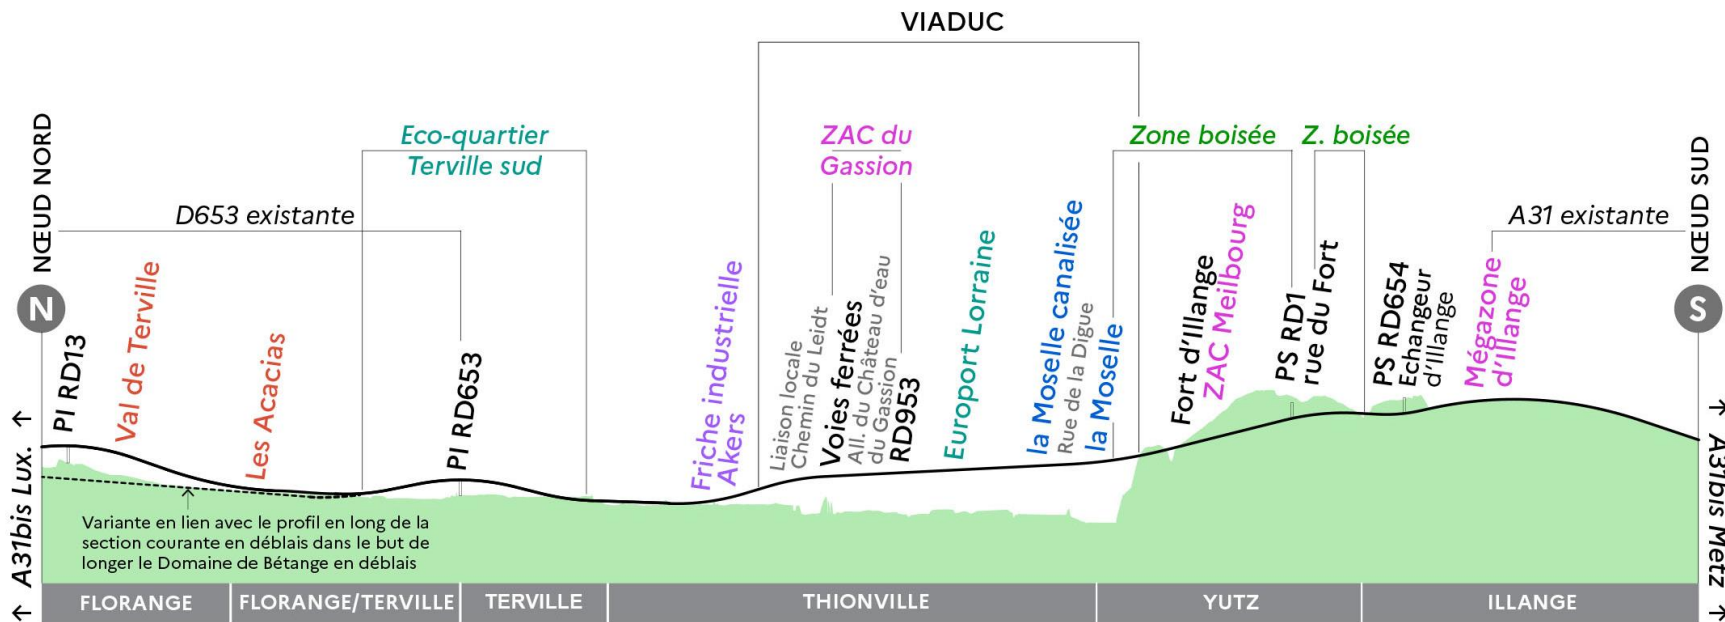 VIADUC
Eco-quartier
Terville sud
ZAC du
Gassion
Zone boisée
Z. boisée
D653 existante
A31 existante
NŒUD NORD
N
NŒUD SUD
S
PI RD13
Val de Terville
Les Acacias
PI RD653
Friche industrielle
Akers
Liaison locale
Chemin du Leidt
Voies ferrées
All. du Château d'eau
du Gassion
RD953
Europort Lorraine
la Moselle canalisée
Rue de la Digue
la Moselle
Fort d'Illange
ZAC Meilbourg
PS RD1
rue du Fort
PS RD654
Echangeur
d'Illange
Mégazone
d'Illange
← A31bis Lux. →
← A31bis Metz →
Variante en lien avec le profil en long de la
section courante en déblais dans le but de
longer le Domaine de Bétange en déblais
FLORANGE
FLORANGE/TERVILLE
TERVILLE
THIONVILLE
YUTZ
ILLANGE